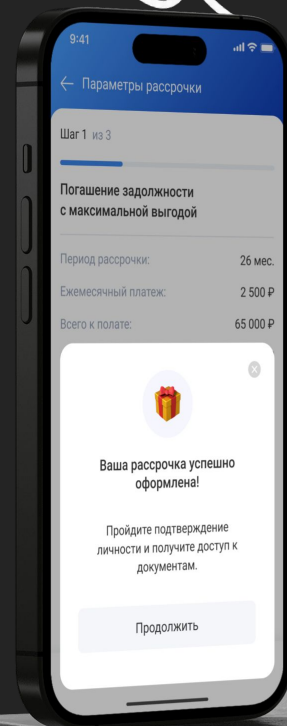 9:41
Параметры рассрочки
Шаг 1 из 3
Погашение задолжности
с максимальной выгодой
Период рассрочки: 26 мес.
Ежемесячный платеж: 2 500 ₽
Всего к полате: 65 000 ₽
Ваша рассрочка успешно
оформлена!
Пройдите подтверждение
личности и получите доступ к
документам.
Продолжить